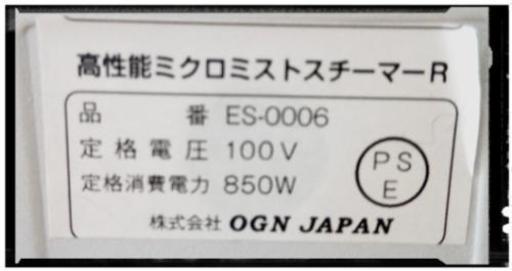 高性能ミクロミストスチーマーR
品　　番 ES-0006
定格電圧 100V
定格消費電力 850W
PS
E
株式会社 OGN JAPAN